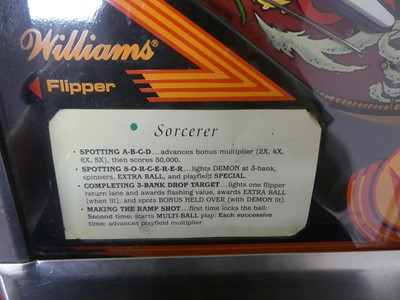 Williams®
Flipper
Sorcerer
• SPOTTING A-B-C-D...advances bonus multiplier (2X, 4X,
6X, 8X), then scores 50,000.
• SPOTTING S-O-R-C-E-R-E-R...lights DEMON at 3-bank,
spinners, EXTRA BALL, and playfield SPECIAL.
• COMPLETING 3-BANK DROP TARGET...lights one flipper
return lane and awards flashing value, awards EXTRA BALL
(when lit), and spots BONUS HELD OVER (with DEMON lit).
• MAKING THE RAMP SHOT...first time locks the ball:
Second time; starts MULTI-BALL play: Each successive
time; advances playfield multiplier.